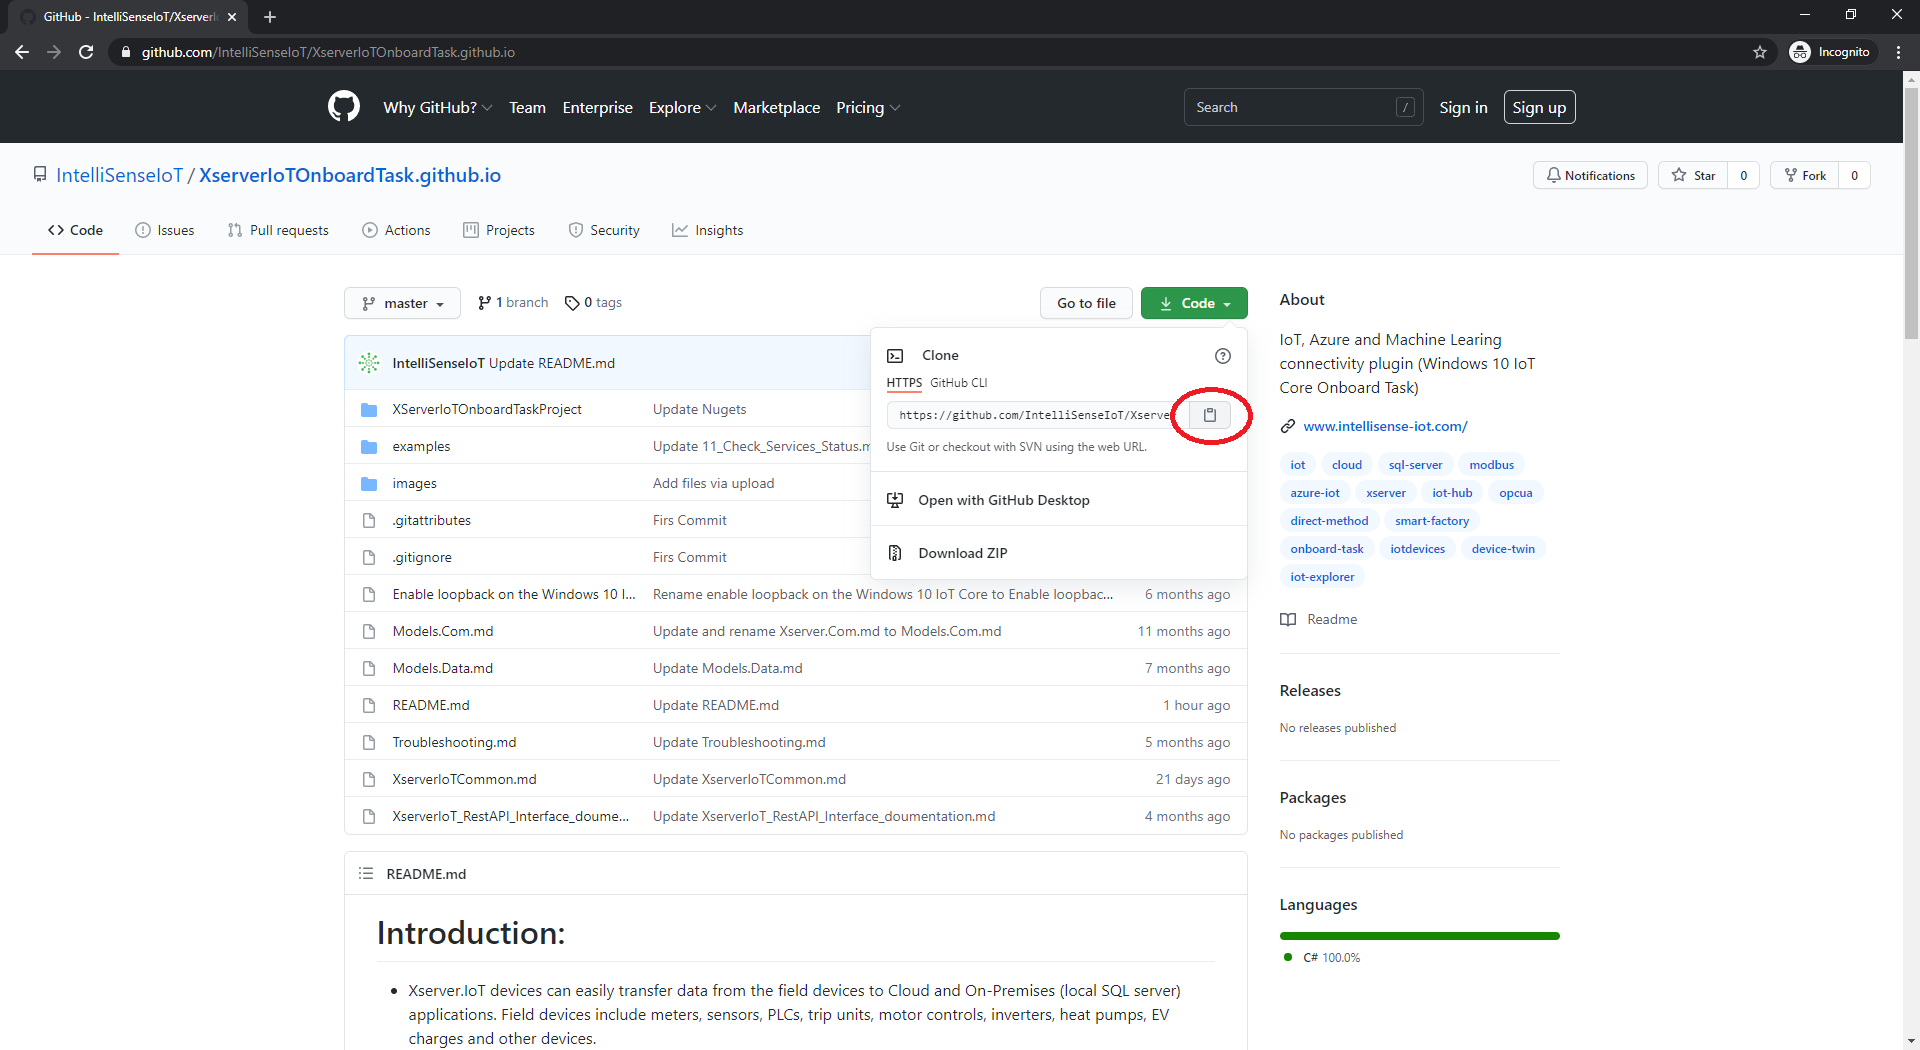 GitHub - IntelliSenseIoT/Xserverl
github.com/IntelliSenseIoT/XserverIoTOnboardTask.github.io
Incognito
Why GitHub?
Team
Enterprise
Explore
Marketplace
Pricing
Search
/
Sign in
Sign up
IntelliSenseIoT / XserverIoTOnboardTask.github.io
Notifications
Star
0
Fork
0
Code
Issues
Pull requests
Actions
Projects
Security
Insights
master
1 branch
0 tags
Go to file
Code
Clone
HTTPS
GitHub CLI
https://github.com/IntelliSenseIoT/Xserve
Use Git or checkout with SVN using the web URL.
Open with GitHub Desktop
Download ZIP
IntelliSenseIoT Update README.md
XServerIoTOnboardTaskProject
Update Nugets
examples
Update 11_Check_Services_Status.m
images
Add files via upload
.gitattributes
Firs Commit
.gitignore
Firs Commit
Enable loopback on the Windows 10 I...
Rename enable loopback on the Windows 10 IoT Core to Enable loopbac...
6 months ago
Models.Com.md
Update and rename Xserver.Com.md to Models.Com.md
11 months ago
Models.Data.md
Update Models.Data.md
7 months ago
README.md
Update README.md
1 hour ago
Troubleshooting.md
Update Troubleshooting.md
5 months ago
XserverIoTCommon.md
Update XserverIoTCommon.md
21 days ago
XserverIoT_RestAPI_Interface_doume...
Update XserverIoT_RestAPI_Interface_doumentation.md
4 months ago
README.md
Introduction:
Xserver.IoT devices can easily transfer data from the field devices to Cloud and On-Premises (local SQL server)
applications. Field devices include meters, sensors, PLCs, trip units, motor controls, inverters, heat pumps, EV
charges and other devices.
About
IoT, Azure and Machine Learing
connectivity plugin (Windows 10 IoT
Core Onboard Task)
www.intellisense-iot.com/
iot
cloud
sql-server
modbus
azure-iot
xserver
iot-hub
opcua
direct-method
smart-factory
onboard-task
iotdevices
device-twin
iot-explorer
Readme
Releases
No releases published
Packages
No packages published
Languages
C# 100.0%